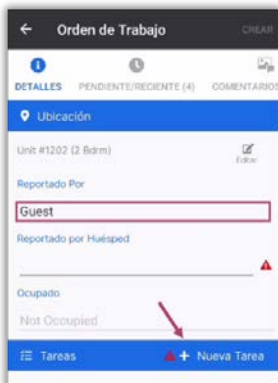 Orden de Trabajo CREAR
DETALLES PENDIENTE/RECIENTE (4) COMENTARIOS
Ubicación
Unit #1202 (2 Bdrm)
Editar
Reportado Por
Guest
Reportado por Huésped
Ocupado
Not Occupied
Tareas + Nueva Tarea